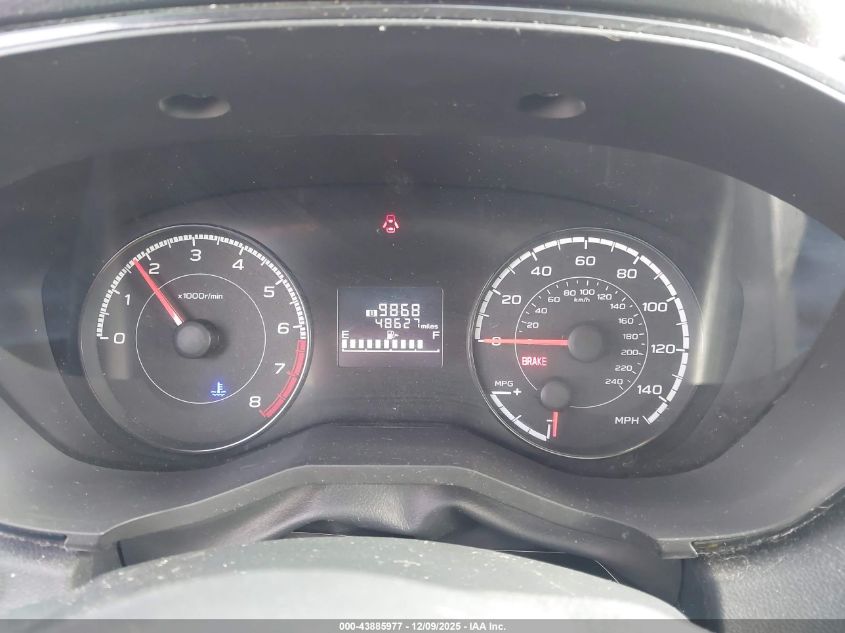 0 1 2 3 4 5 6 7 8
x1000r/min
B 9868
48627 miles
E F
0 20 40 60 80 100 120 140
MPH
20 40 60 80 100 120 140 160 180 200 220 240
km/h
BRAKE
MPG
+
-
000-43885977 - 12/09/2025 - IAA Inc.